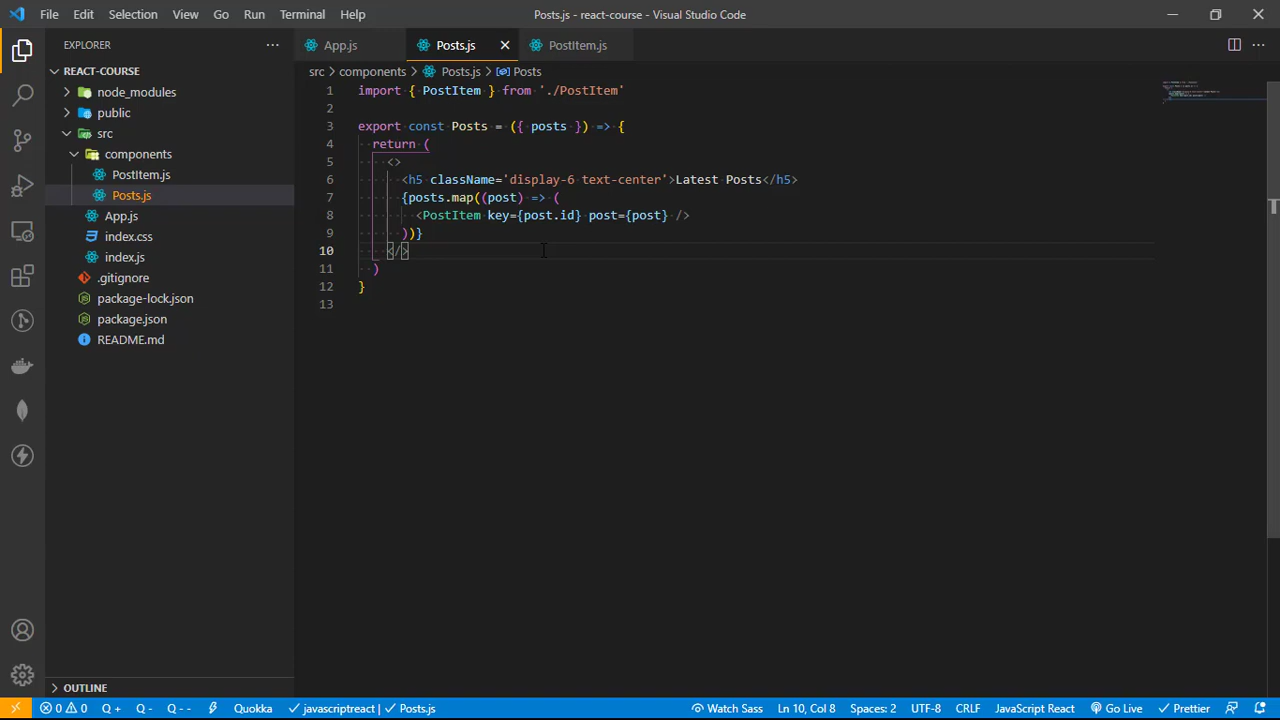 File Edit Selection View Go Run Terminal Help Posts.js - react-course - Visual Studio Code
EXPLORER
App.js Posts.js PostItem.js
REACT-COURSE
node_modules
public
src
components
PostItem.js
Posts.js
App.js
index.css
index.js
.gitignore
package-lock.json
package.json
README.md
OUTLINE
src > components > Posts.js > Posts
1 import { PostItem } from './PostItem'
2
3 export const Posts = ({ posts }) => {
4 return (
5 <>
6 <h5 className='display-6 text-center'>Latest Posts</h5>
7 {posts.map((post) => (
8 <PostItem key={post.id} post={post} />
9 ))}
10 </>
11 )
12 }
13
0 0 Q + Q - Q - - Quokka javascriptreact | Posts.js Watch Sass Ln 10, Col 8 Spaces: 2 UTF-8 CRLF JavaScript React Go Live Prettier